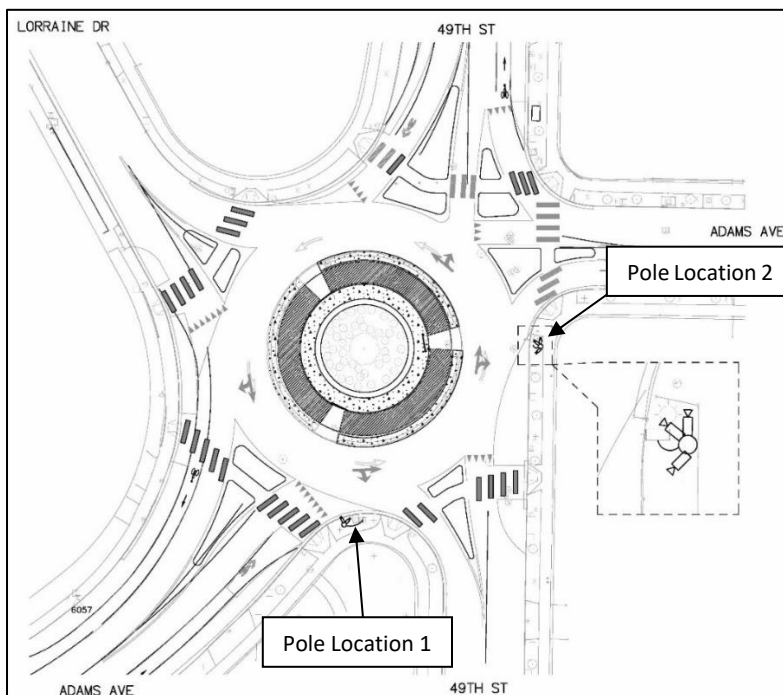 LORRAINE DR
49TH ST
ADAMS AVE
Pole Location 2
6057
Pole Location 1
ADAMS AVE
49TH ST